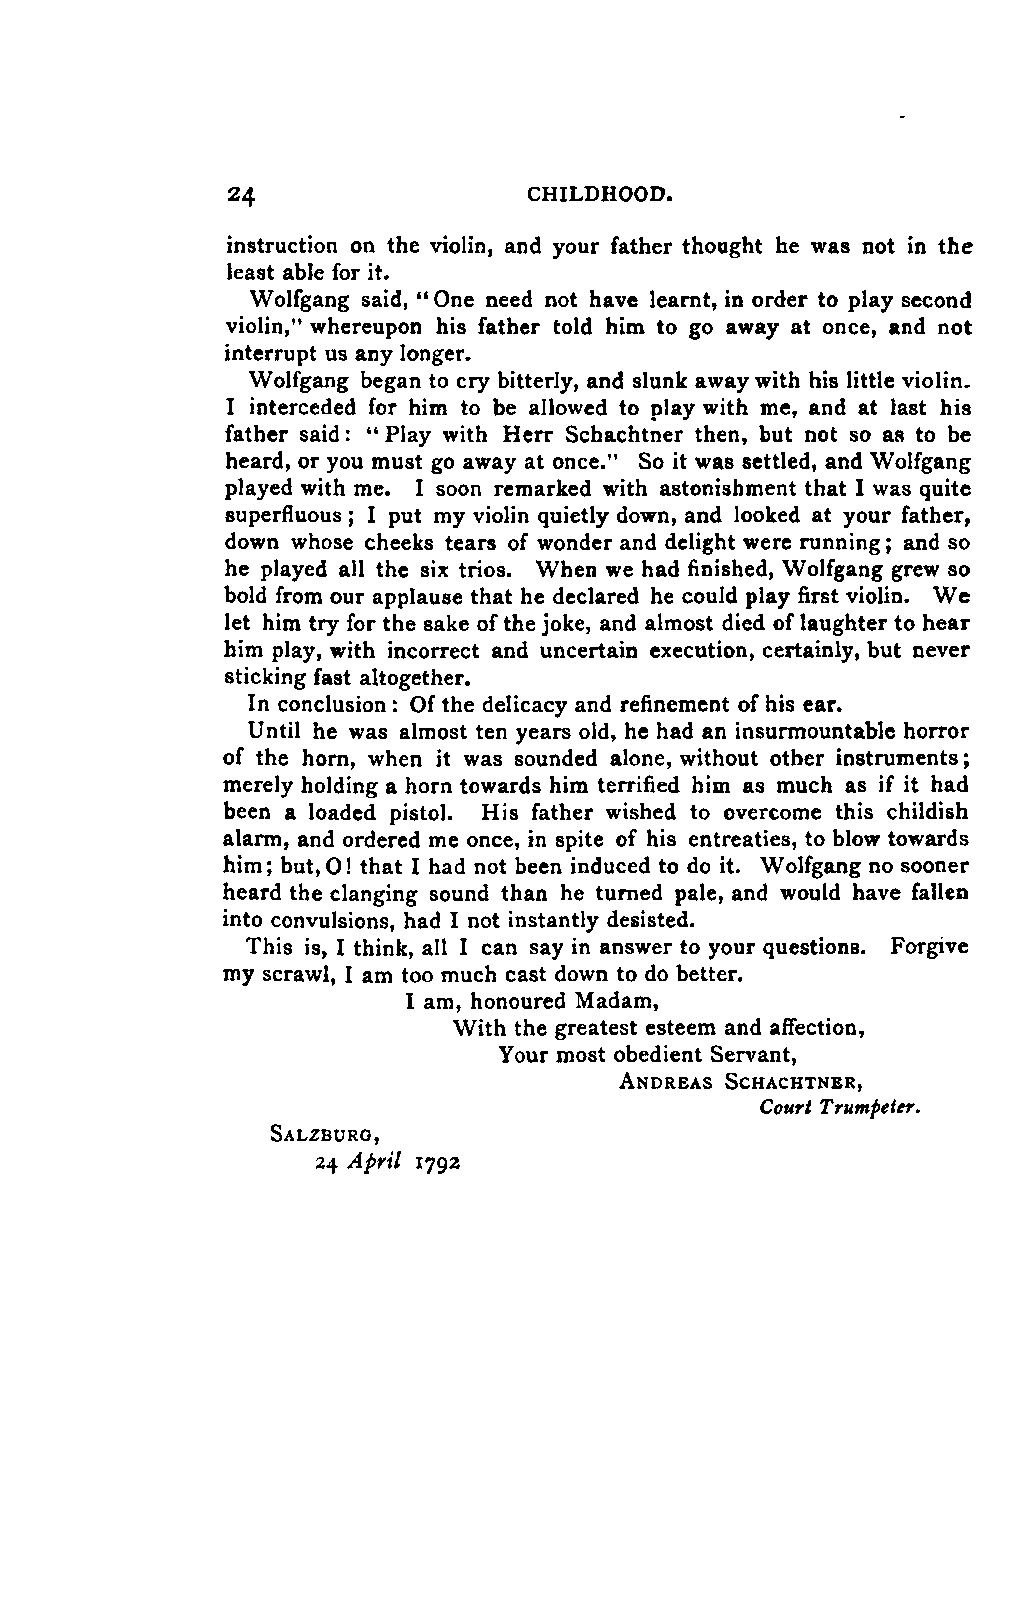 24 CHILDHOOD.
instruction on the violin, and your father thought he was not in the
least able for it.
Wolfgang said, "One need not have learnt, in order to play second
violin," whereupon his father told him to go away at once, and not
interrupt us any longer.
Wolfgang began to cry bitterly, and slunk away with his little violin.
I interceded for him to be allowed to play with me, and at last his
father said: "Play with Herr Schachtner then, but not so as to be
heard, or you must go away at once." So it was settled, and Wolfgang
played with me. I soon remarked with astonishment that I was quite
superfluous; I put my violin quietly down, and looked at your father,
down whose cheeks tears of wonder and delight were running; and so
he played all the six trios. When we had finished, Wolfgang grew so
bold from our applause that he declared he could play first violin. We
let him try for the sake of the joke, and almost died of laughter to hear
him play, with incorrect and uncertain execution, certainly, but never
sticking fast altogether.
In conclusion: Of the delicacy and refinement of his ear.
Until he was almost ten years old, he had an insurmountable horror
of the horn, when it was sounded alone, without other instruments;
merely holding a horn towards him terrified him as much as if it had
been a loaded pistol. His father wished to overcome this childish
alarm, and ordered me once, in spite of his entreaties, to blow towards
him; but, O! that I had not been induced to do it. Wolfgang no sooner
heard the clanging sound than he turned pale, and would have fallen
into convulsions, had I not instantly desisted.
This is, I think, all I can say in answer to your questions. Forgive
my scrawl, I am too much cast down to do better.
I am, honoured Madam,
With the greatest esteem and affection,
Your most obedient Servant,
ANDREAS SCHACHTNER,
Court Trumpeter.
SALZBURG,
24 April 1792